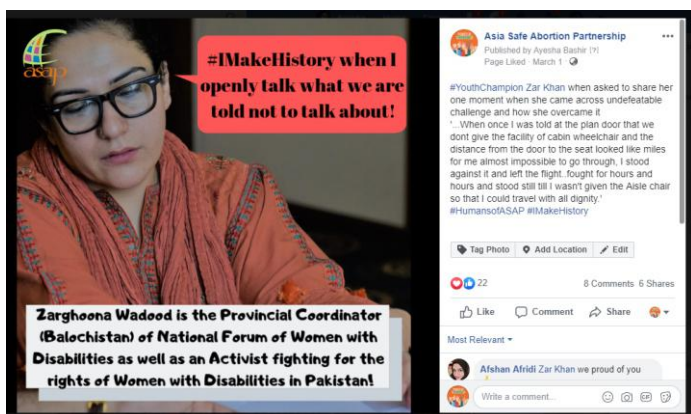 asap
#IMakeHistory when I
openly talk what we are
told not to talk about!
Zarghoona Wadood is the Provincial Coordinator
(Balochistan) of National Forum of Women with
Disabilities as well as an Activist fighting for the
rights of Women with Disabilities in Pakistan!
Asia Safe Abortion Partnership
Published by Ayesha Bashir [?]
Page Liked · March 1 ·
#YouthChampion Zar Khan when asked to share her
one moment when she came across undefeatable
challenge and how she overcame it
'...When once I was told at the plan door that we
dont give the facility of cabin wheelchair and the
distance from the door to the seat looked like miles
for me almost impossible to go through, I stood
against it and left the flight..fought for hours and
hours and stood still till I wasn't given the Aisle chair
so that I could travel with all dignity.'
#HumansofASAP #IMakeHistory
Tag Photo Add Location Edit
22 8 Comments 6 Shares
Like Comment Share
Most Relevant
Afshan Afridi Zar Khan we proud of you
Write a comment... GIF